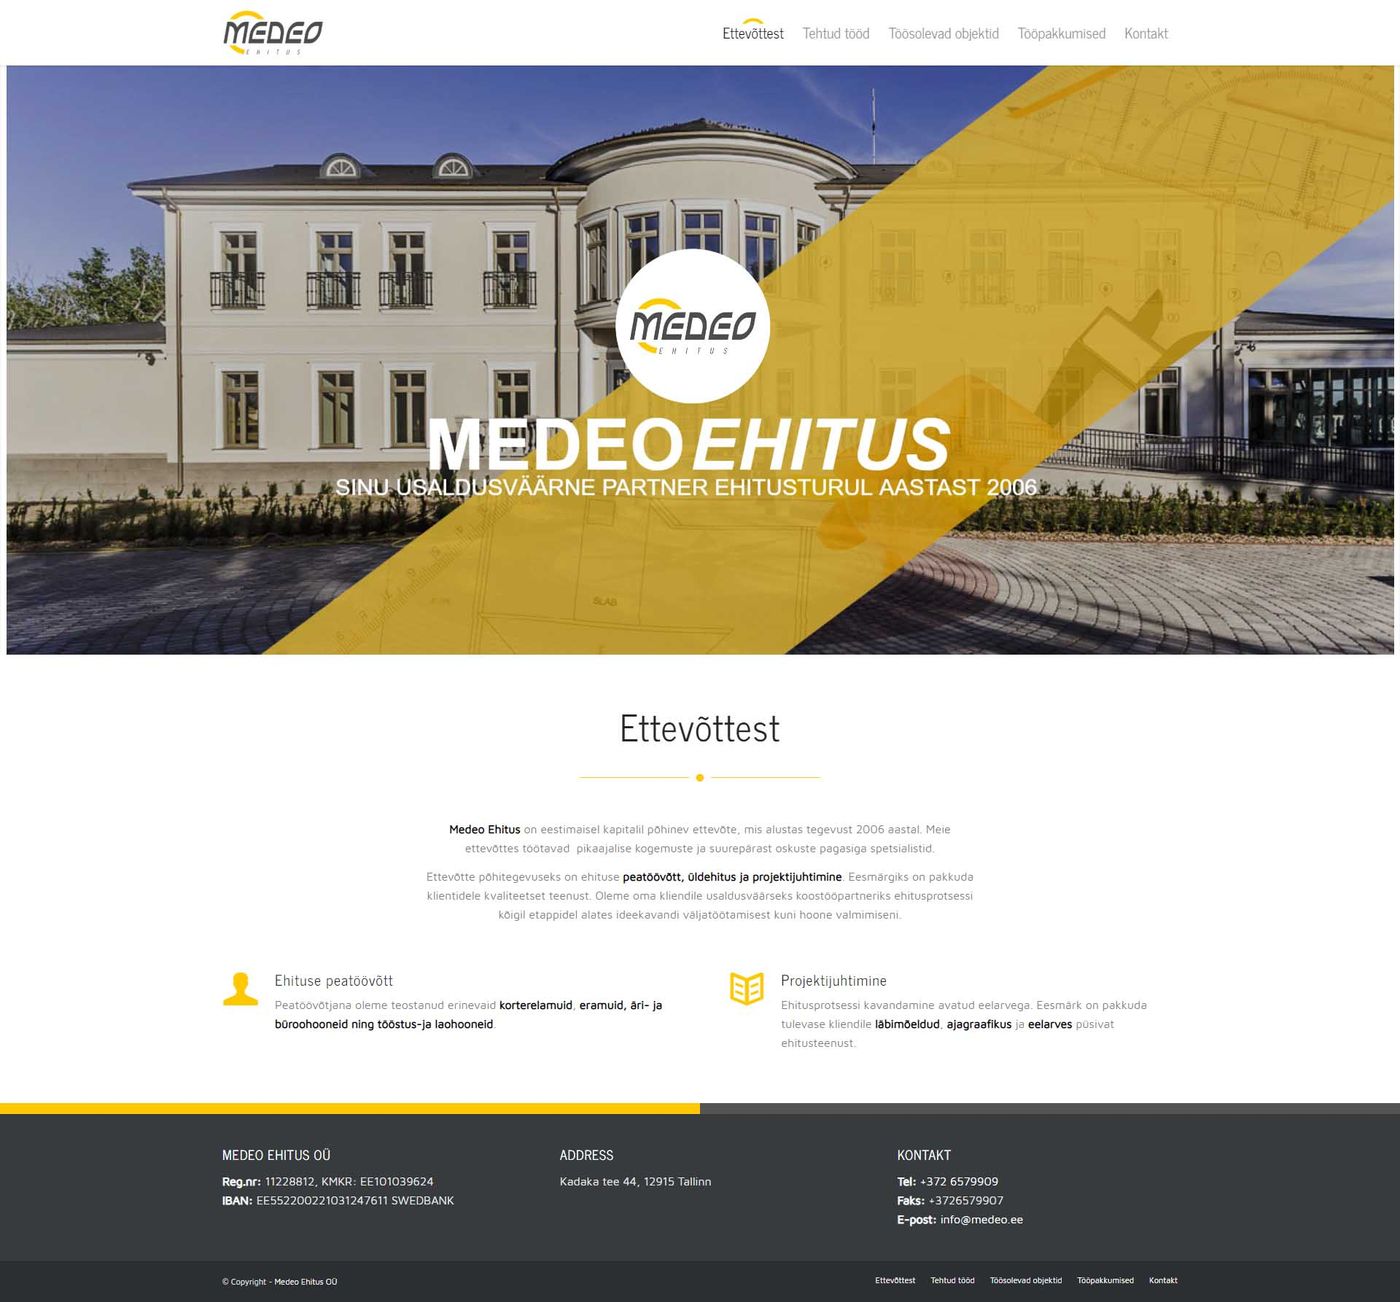 MEDEO
EHITUS
Ettevõttest Tehtud tööd Töösolevad objektid Tööpakkumised Kontakt
MEDEO
EHITUS
MEDEO EHITUS
SINU USALDUSVÄÄRNE PARTNER EHITUSTURUL AASTAST 2006
SLAB
Ettevõttest
Medeo Ehitus on eestimaisel kapitalil põhinev ettevõte, mis alustas tegevust 2006 aastal. Meie
ettevõttes töötavad pikaajalise kogemuste ja suurepärast oskuste pagasiga spetsialistid.
Ettevõtte põhitegevuseks on ehituse peatöövõtt, üldehitus ja projektijuhtimine. Eesmärgiks on pakkuda
klientidele kvaliteetset teenust. Oleme oma kliendile usaldusväärseks koostööpartneriks ehitusprotsessi
kõigil etappidel alates ideekavandi väljatöötamisest kuni hoone valmimiseni.
Ehituse peatöövõtt
Peatöövõtjana oleme teostanud erinevaid korterelamuid, eramuid, äri- ja
büroohooneid ning tööstus-ja laohooneid.
Projektijuhtimine
Ehitusprotsessi kavandamine avatud eelarvega. Eesmärk on pakkuda
tulevase kliendile läbimõeldud, ajagraafikus ja eelarves püsivat
ehitusteenust.
MEDEO EHITUS OÜ
Reg.nr: 11228812, KMKR: EE101039624
IBAN: EE552200221031247611 SWEDBANK
ADDRESS
Kadaka tee 44, 12915 Tallinn
KONTAKT
Tel: +372 6579909
Faks: +3726579907
E-post: info@medeo.ee
© Copyright - Medeo Ehitus OÜ
Ettevõttest Tehtud tööd Töösolevad objektid Tööpakkumised Kontakt